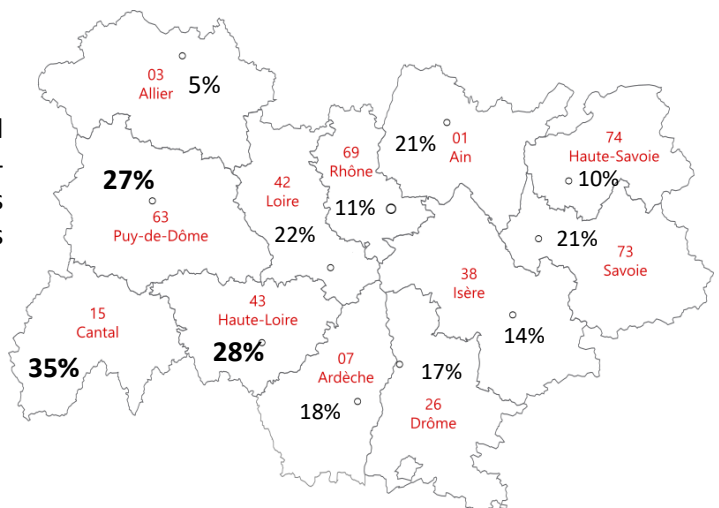 03
Allier
5%
01
Ain
21%
74
Haute-Savoie
10%
69
Rhône
11%
42
Loire
22%
27%
63
Puy-de-Dôme
21%
73
Savoie
38
Isère
14%
15
Cantal
35%
43
Haute-Loire
28%
07
Ardèche
18%
17%
26
Drôme